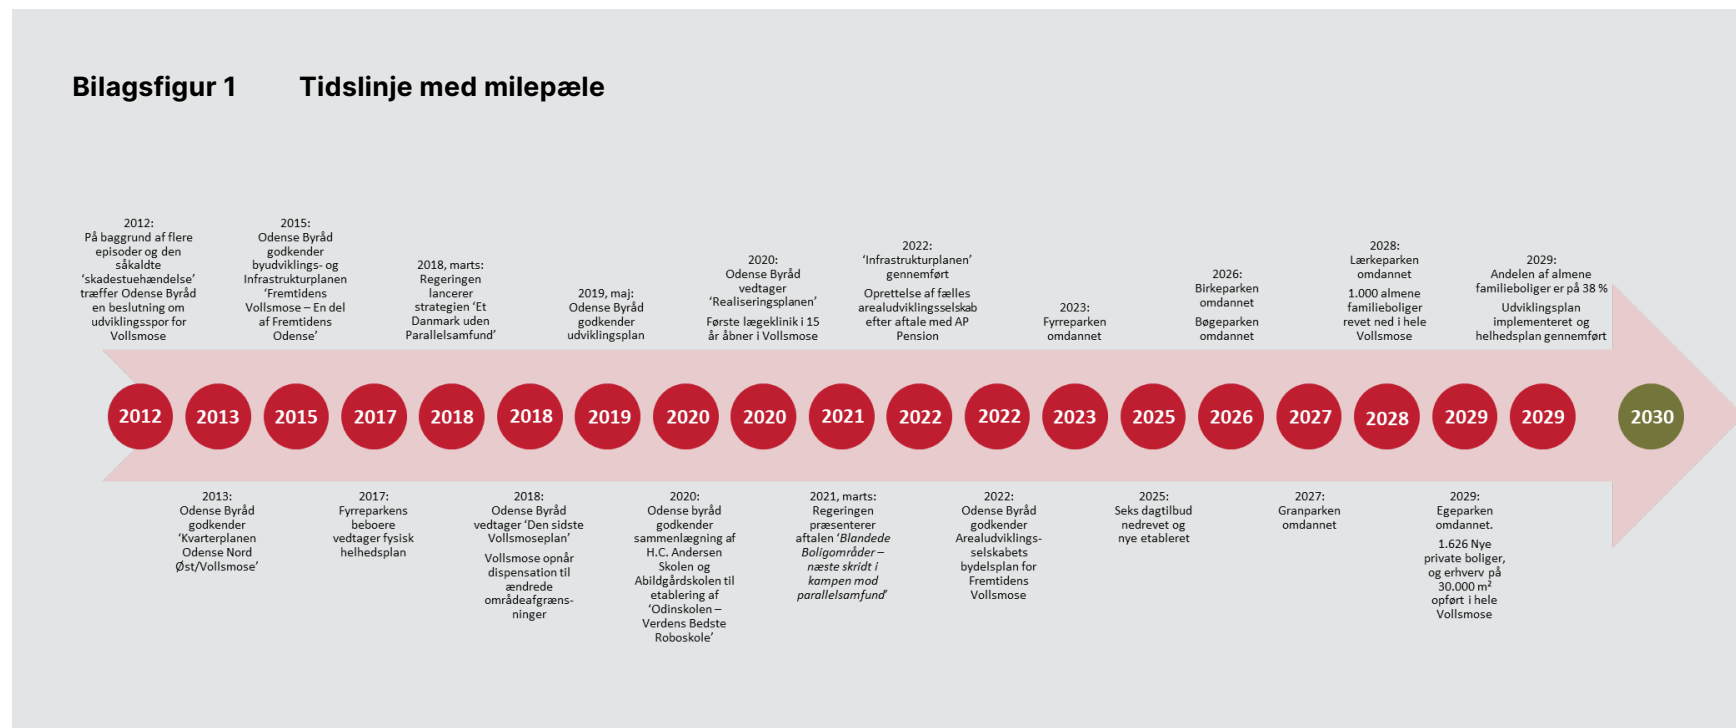 Bilagsfigur 1 Tidslinje med milepæle
2012:
På baggrund af flere
episoder og den
såkaldte
‘skadestuehændelse’
træffer Odense Byråd
en beslutning om
udviklingsspor for
Vollsmose
2015:
Odense Byråd
godkender
byudviklings- og
Infrastrukturplanen
‘Fremtidens
Vollsmose – En del
af Fremtidens
Odense’
2018, marts:
Regeringen
lancerer
strategien ‘Et
Danmark uden
Parallelsamfund’
2019, maj:
Odense Byråd
godkender
udviklingsplan
2020:
Odense Byråd
vedtager
‘Realiseringsplanen’
Første lægeklinik i 15
år åbner i Vollsmose
2022:
‘Infrastrukturplanen’
gennemført
Oprettelse af fælles
arealudviklingsselskab
efter aftale med AP
Pension
2023:
Fyrreparken
omdannet
2026:
Birkeparken
omdannet
Bøgeparken
omdannet
2028:
Lærkeparken
omdannet
1.000 almene
familieboliger
revet ned i hele
Vollsmose
2029:
Andelen af almene
familieboliger er på 38 %
Udviklingsplan
implementeret og
helhedsplan gennemført
2012 2013 2015 2017 2018 2018 2019 2020 2020 2021 2022 2022 2023 2025 2026 2027 2028 2029 2029 2030
2013:
Odense Byråd
godkender
‘Kvarterplanen
Odense Nord
Øst/Vollsmose’
2017:
Fyrreparkens
beboere
vedtager fysisk
helhedsplan
2018:
Odense Byråd
vedtager ‘Den sidste
Vollsmoseplan’
Vollsmose opnår
dispensation til
ændrede
områdeafgræns-
ninger
2020:
Odense byråd
godkender
sammenlægning af
H.C. Andersen
Skolen og
Abildgårdskolen til
etablering af
‘Odinskolen –
Verdens Bedste
Roboskole’
2021, marts:
Regeringen
præsenterer
aftalen ‘Blandede
Boligområder –
næste skridt i
kampen mod
parallelsamfund’
2022:
Odense Byråd
godkender
Arealudviklings-
selskabets
bydelsplan for
Fremtidens
Vollsmose
2025:
Seks dagtilbud
nedrevet og
nye etableret
2027:
Granparken
omdannet
2029:
Egeparken
omdannet.
1.626 Nye
private boliger,
og erhverv på
30.000 m²
opført i hele
Vollsmose